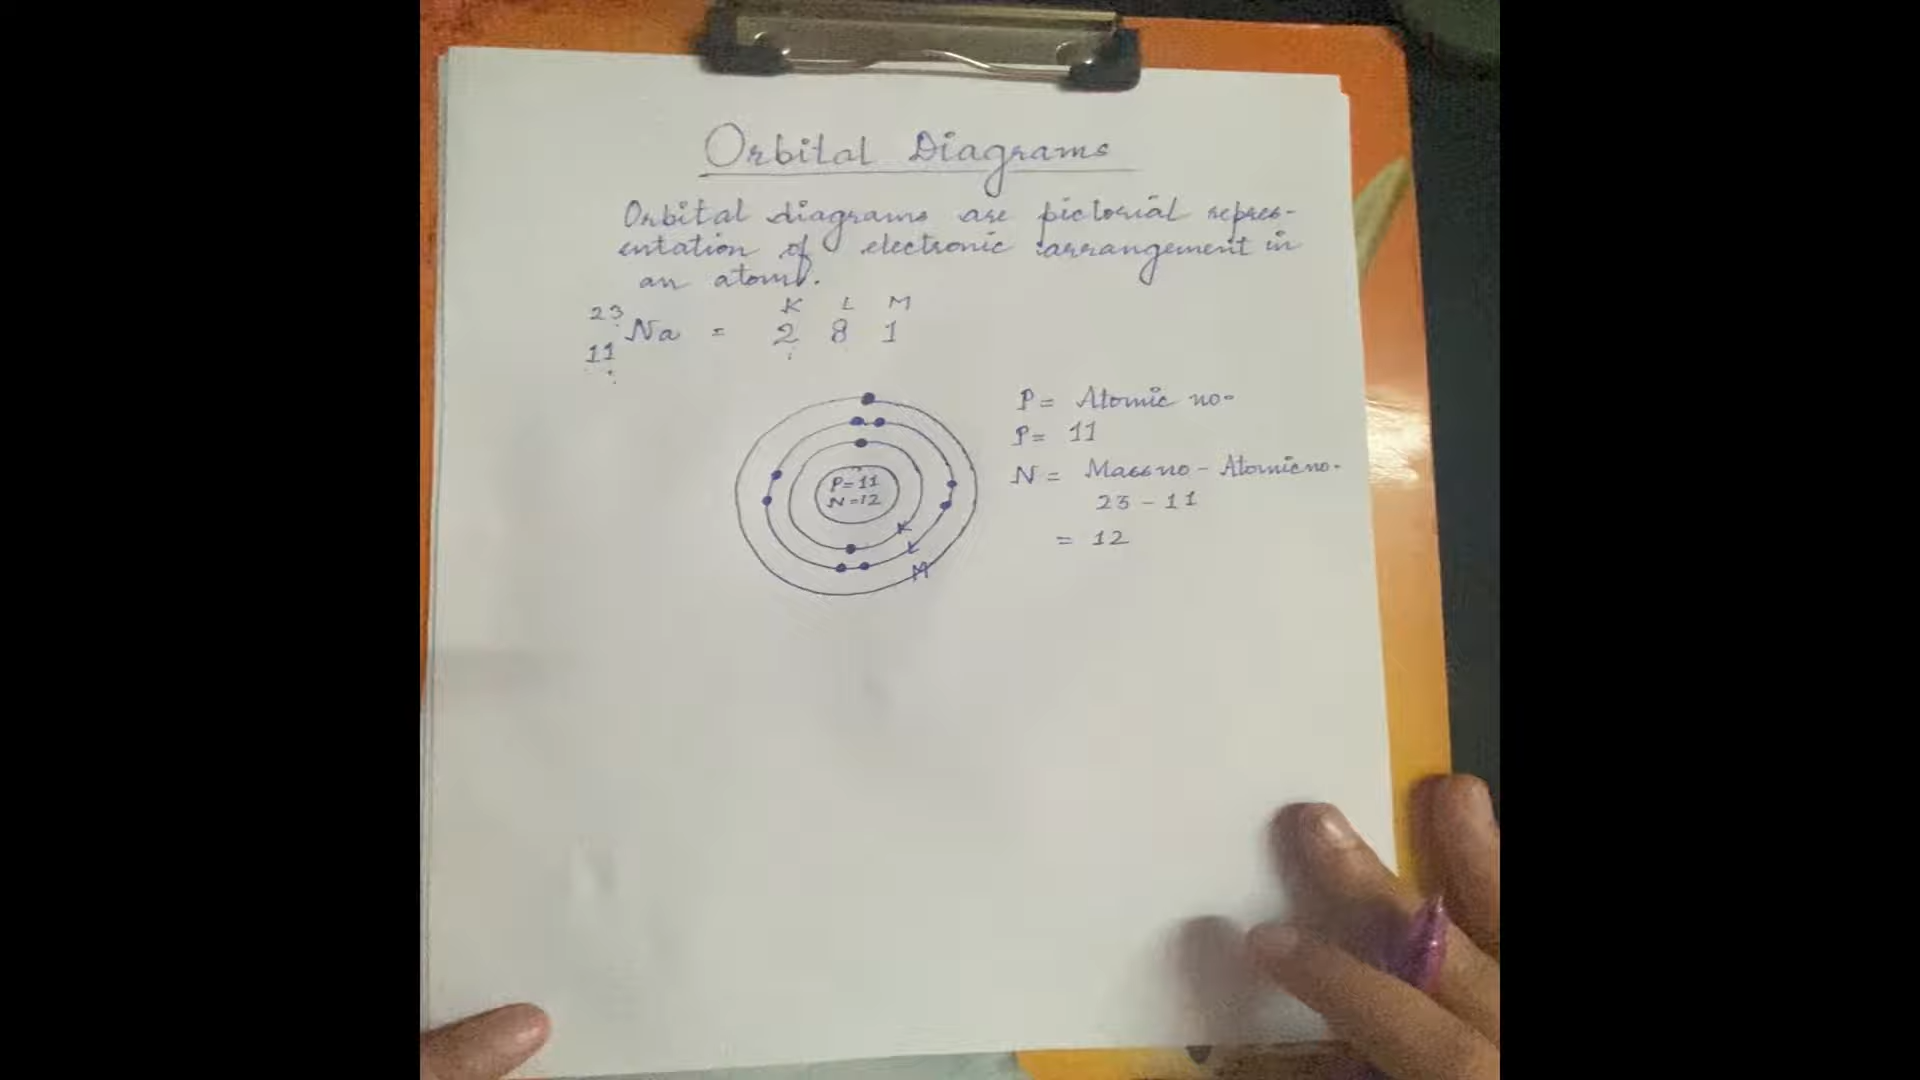 Orbital Diagrams
Orbital diagrams are pictorial repres-
entation of electronic arrangement in
an atom.
K L M
23
Na = 2 8 1
11
P = Atomic no-
P = 11
N = Mass no - Atomic no.
23 - 11
= 12
P = 11
N = 12
K
L
M